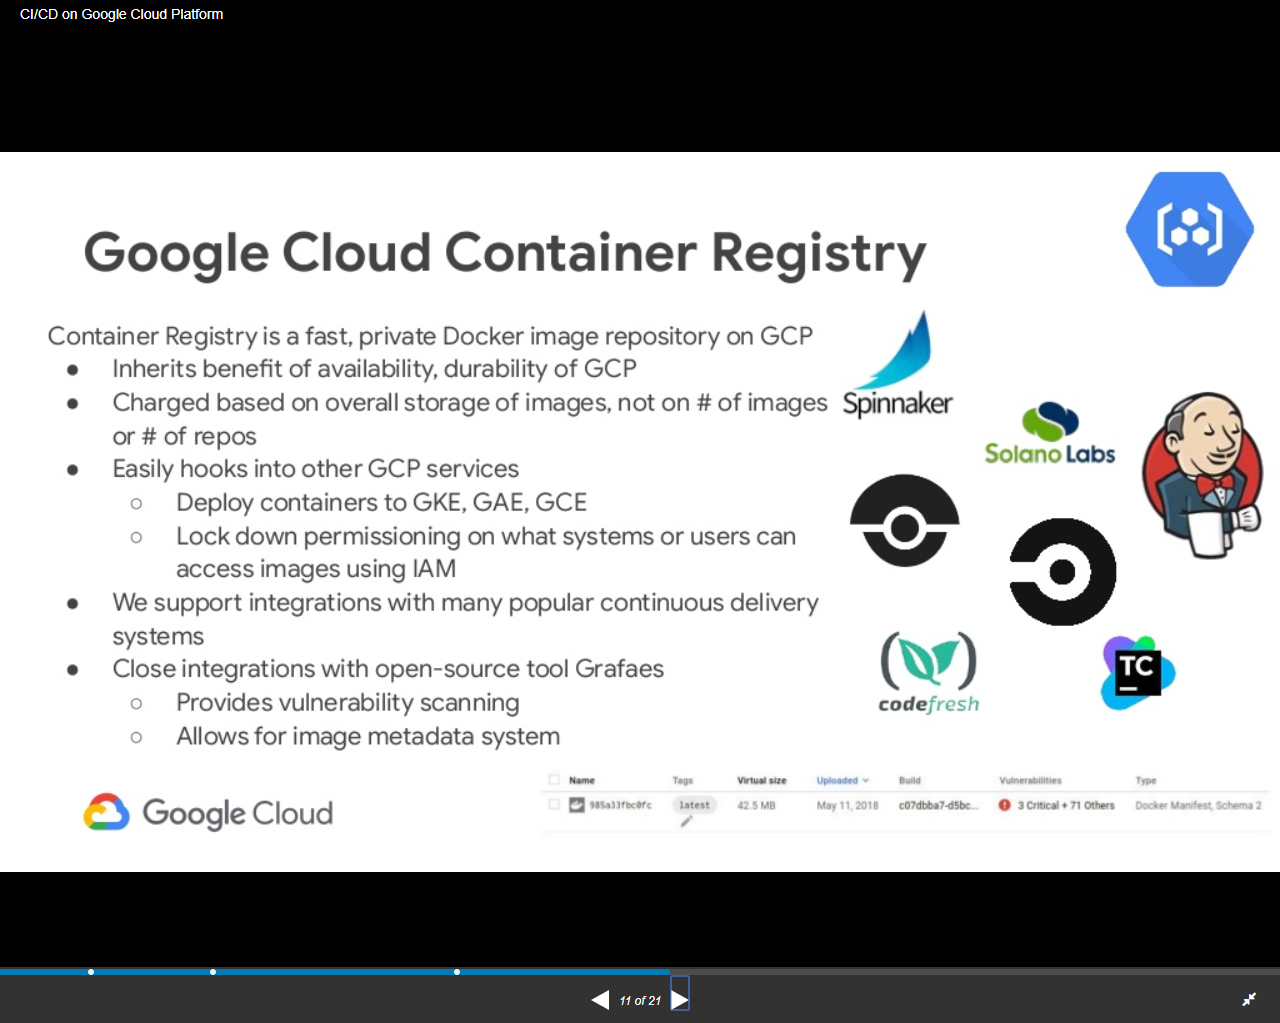 CI/CD on Google Cloud Platform
Google Cloud Container Registry
Container Registry is a fast, private Docker image repository on GCP
● Inherits benefit of availability, durability of GCP
● Charged based on overall storage of images, not on # of images
or # of repos
● Easily hooks into other GCP services
○ Deploy containers to GKE, GAE, GCE
○ Lock down permissioning on what systems or users can
access images using IAM
● We support integrations with many popular continuous delivery
systems
● Close integrations with open-source tool Grafaes
○ Provides vulnerability scanning
○ Allows for image metadata system
Spinnaker
Solano Labs
codefresh
TC
Google Cloud
Name Tags Virtual size Uploaded Build Vulnerabilities Type
985a33fbc0fc latest 42.5 MB May 11, 2018 c07dbba7-d5bc... 3 Critical + 71 Others Docker Manifest, Schema 2
11 of 21